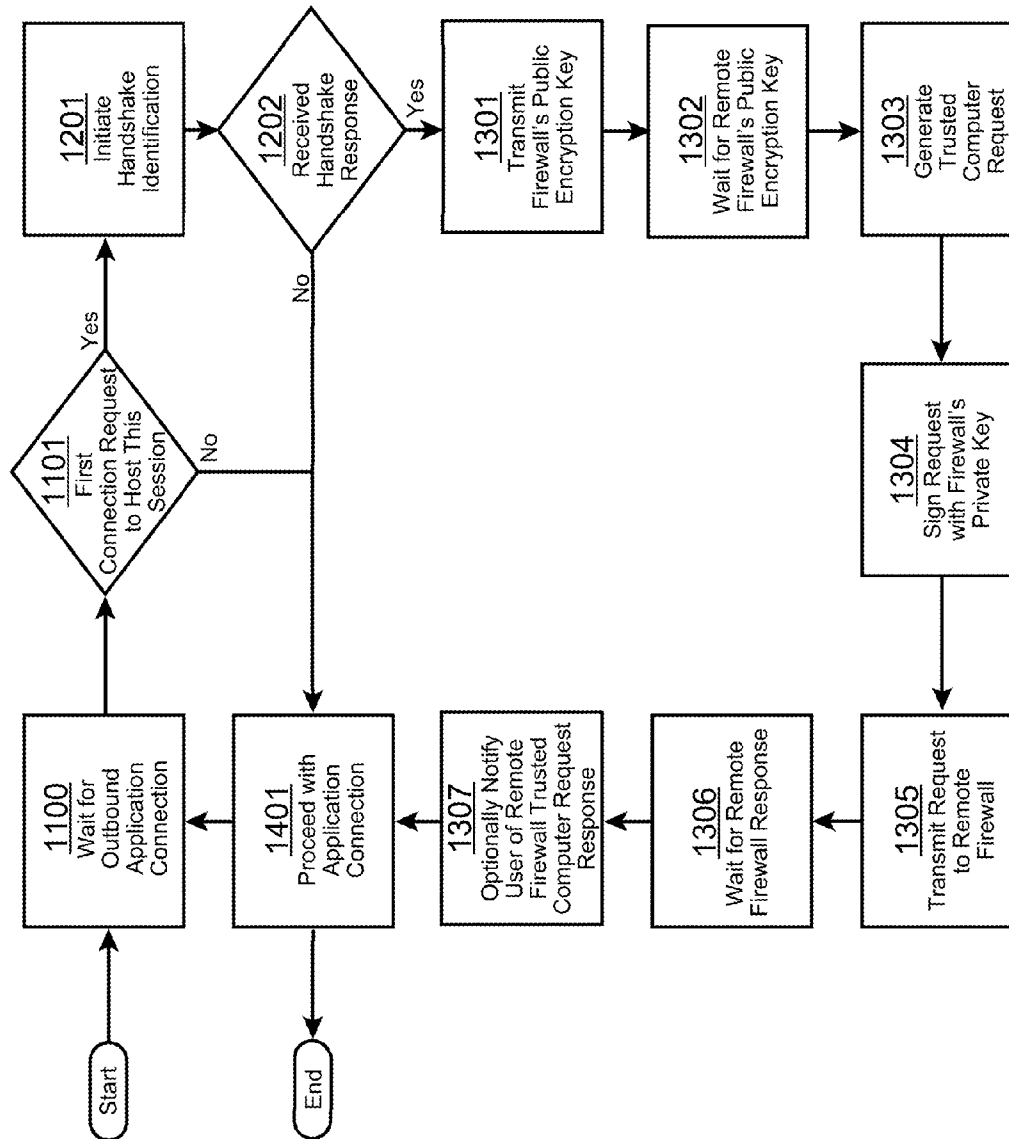 Start
1100
Wait for
Outbound
Application
Connection
1101
First
Connection Request
to Host This
Session
Yes
No
1201
Initiate
Handshake
Identification
1202
Received
Handshake
Response
No
Yes
1301
Transmit
Firewall's Public
Encryption Key
1302
Wait for Remote
Firewall's Public
Encryption Key
1303
Generate
Trusted
Computer
Request
1304
Sign Request
with Firewall's
Private Key
1305
Transmit Request
to Remote
Firewall
1306
Wait for Remote
Firewall Response
1307
Optionally Notify
User of Remote
Firewall Trusted
Computer Request
Response
1401
Proceed with
Application
Connection
End